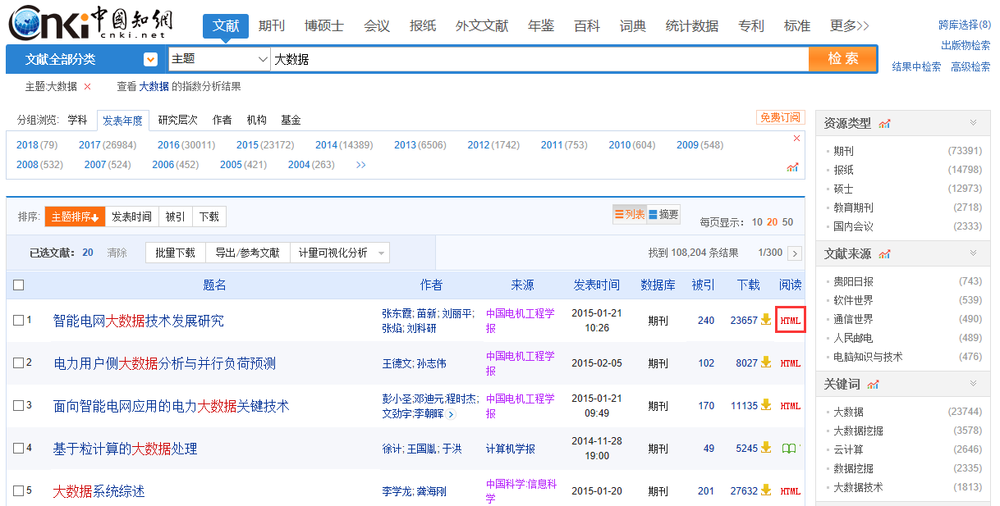 cnki 中國知網
cnki.net
文献 期刊 博硕士 会议 报纸 外文文献 年鉴 百科 词典 统计数据 专利 标准 更多>>
跨库选择(8)
出版物检索
文献全部分类 主题 大数据 检 索
结果中检索 高级检索
主题:大数据 × 查看 大数据 的指数分析结果
分组浏览: 学科 发表年度 研究层次 作者 机构 基金 免费订阅
2018 (79) 2017 (26984) 2016 (30011) 2015 (23172) 2014 (14389) 2013 (6506) 2012 (1742) 2011 (753) 2010 (604) 2009 (548)
2008 (532) 2007 (524) 2006 (452) 2005 (421) 2004 (263) >>
排序: 主题排序 发表时间 被引 下载 列表 摘要 每页显示: 10 20 50
已选文献: 20 清除 批量下载 导出/参考文献 计量可视化分析 找到 108,204 条结果 1/300 >
题名 作者 来源 发表时间 数据库 被引 下载 阅读
1 智能电网大数据技术发展研究 张东霞; 苗新; 刘丽平; 张焰; 刘科研 中国电机工程学报 2015-01-21 10:26 期刊 240 23657 HTML
2 电力用户侧大数据分析与并行负荷预测 王德文; 孙志伟 中国电机工程学报 2015-02-05 期刊 102 8027 HTML
3 面向智能电网应用的电力大数据关键技术 彭小圣;邓迪元;程时杰;文劲宇;李朝晖 中国电机工程学报 2015-01-21 09:49 期刊 170 11135 HTML
4 基于粒计算的大数据处理 徐计; 王国胤; 于洪 计算机学报 2014-11-28 19:00 期刊 49 5245
5 大数据系统综述 李学龙; 龚海刚 中国科学:信息科学 2015-01-20 期刊 201 27632 HTML
资源类型
期刊 (73391)
报纸 (14798)
硕士 (12973)
教育期刊 (2718)
国内会议 (2333)
文献来源
贵阳日报 (743)
软件世界 (539)
通信世界 (490)
人民邮电 (489)
电脑知识与技术 (476)
关键词
大数据 (23744)
大数据挖掘 (3578)
云计算 (2646)
数据挖掘 (2335)
大数据技术 (1813)